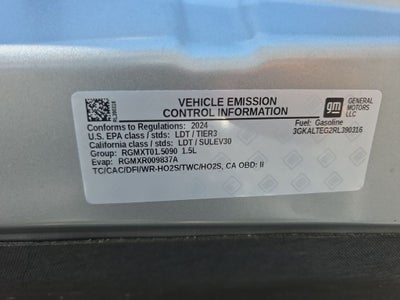 VEHICLE EMISSION
CONTROL INFORMATION
RL390316
gm
GENERAL
MOTORS
LLC
Conforms to Regulations: 2024
Fuel: Gasoline
U.S. EPA class / stds: LDT / TIER3
3GKALTEG2RL390316
California class / stds: LDT / SULEV30
Group: RGMXT01.5090 1.5L
Evap: RGMXR009837A
TC/CAC/DFI/WR-HO2S/TWC/HO2S, CA OBD: II